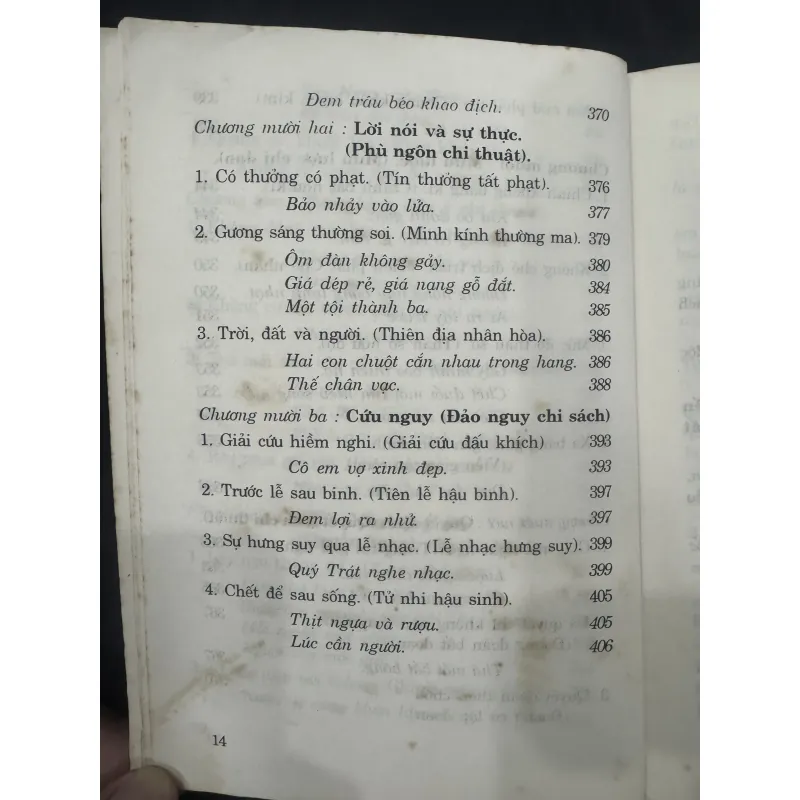 Đem trâu béo khao địch. 370
Chương mười hai : Lời nói và sự thực.
(Phù ngôn chi thuật).
1. Có thưởng có phạt. (Tín thưởng tất phạt). 376
Bảo nhảy vào lửa. 377
2. Gương sáng thường soi. (Minh kính thường ma). 379
Ôm đàn không gảy. 380
Giá dép rẻ, giá nạng gỗ đắt. 384
Một tội thành ba. 385
3. Trời, đất và người. (Thiên địa nhân hòa). 386
Hai con chuột cắn nhau trong hang. 386
Thế chân vạc. 388
Chương mười ba : Cứu nguy (Đảo nguy chi sách)
1. Giải cứu hiềm nghi. (Giải cứu đấu khích) 393
Cô em vợ xinh đẹp. 393
2. Trước lễ sau binh. (Tiên lễ hậu binh). 397
Đem lợi ra nhử. 397
3. Sự hưng suy qua lễ nhạc. (Lễ nhạc hưng suy). 399
Quý Trát nghe nhạc. 399
4. Chết để sau sống. (Tử nhi hậu sinh). 405
Thịt ngựa và rượu. 405
Lúc cần người. 406
14